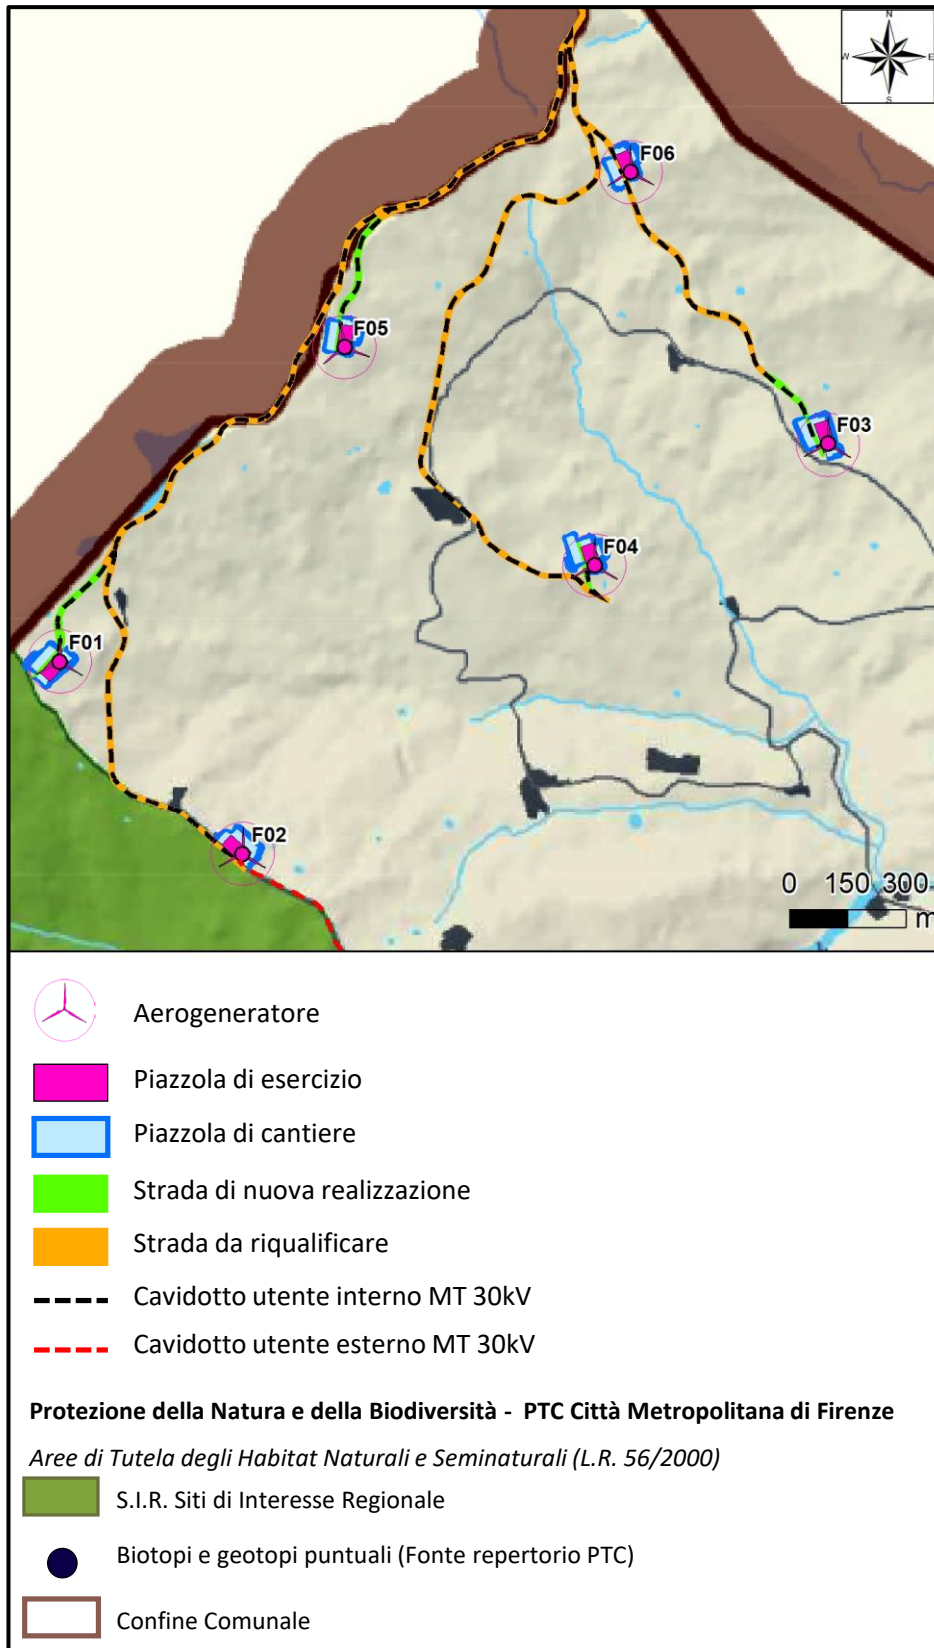 N
W E
S
F06
F05
F03
F04
F01
F02
0 150 300
m
Aerogeneratore
Piazzola di esercizio
Piazzola di cantiere
Strada di nuova realizzazione
Strada da riqualificare
Cavidotto utente interno MT 30kV
Cavidotto utente esterno MT 30kV
Protezione della Natura e della Biodiversità - PTC Città Metropolitana di Firenze
Aree di Tutela degli Habitat Naturali e Seminaturali (L.R. 56/2000)
S.I.R. Siti di Interesse Regionale
Biotopi e geotopi puntuali (Fonte repertorio PTC)
Confine Comunale